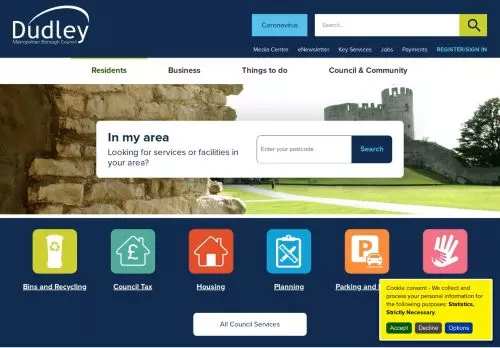 Dudley
Metropolitan Borough Council
Coronavirus
Search...
Media Centre eNewsletter Key Services Jobs Payments REGISTER/SIGN IN
Residents Business Things to do Council & Community
In my area
Looking for services or facilities in
your area?
Enter your postcode
Search
Bins and Recycling Council Tax Housing Planning Parking and
Cookie consent - We collect and
process your personal information for
the following purposes: Statistics,
Strictly Necessary.
Accept Decline Options
All Council Services